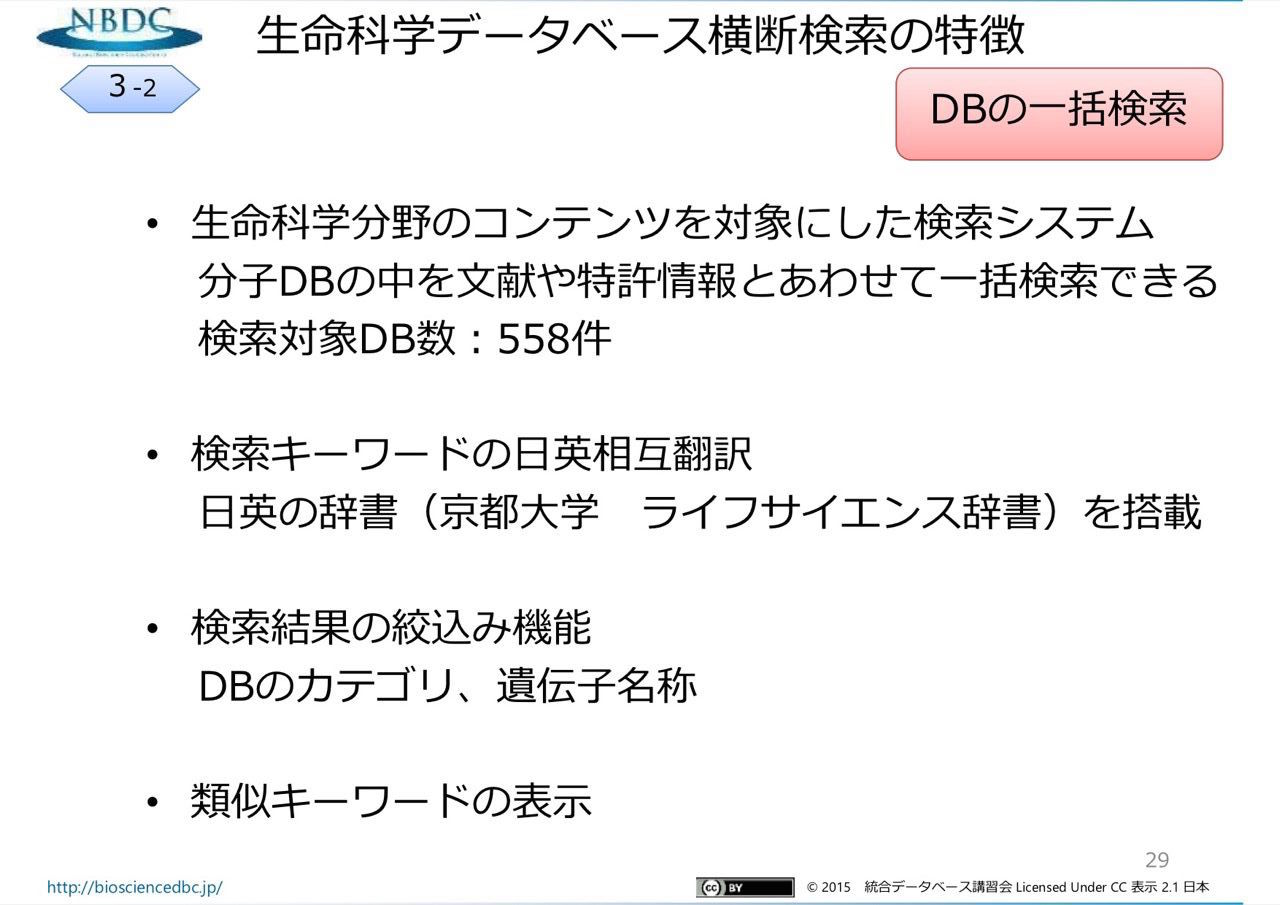 NBDC
生命科学データベース横断検索の特徴
3 -2
DBの一括検索
• 生命科学分野のコンテンツを対象にした検索システム
分子DBの中を文献や特許情報とあわせて一括検索できる
検索対象DB数：558件
• 検索キーワードの日英相互翻訳
日英の辞書（京都大学　ライフサイエンス辞書）を搭載
• 検索結果の絞込み機能
DBのカテゴリ、遺伝子名称
• 類似キーワードの表示
29
http://biosciencedbc.jp/
cc BY
© 2015　統合データベース講習会 Licensed Under CC 表示 2.1 日本